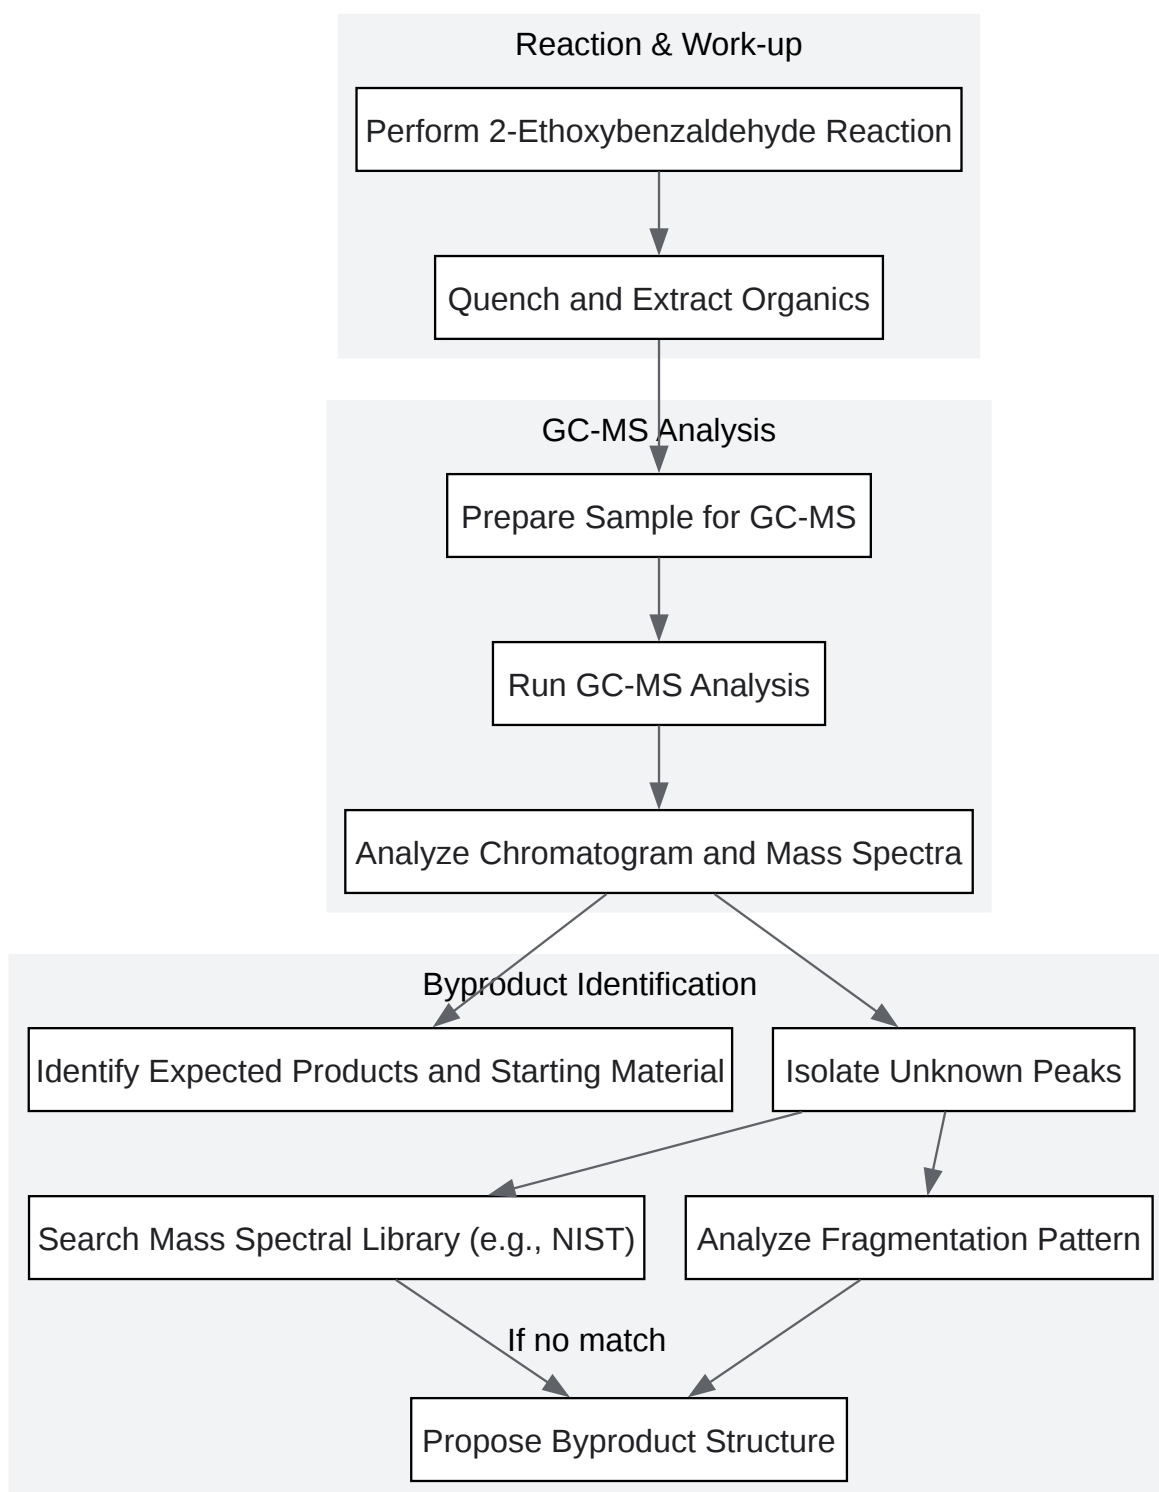 Reaction & Work-up
Perform 2-Ethoxybenzaldehyde Reaction
Quench and Extract Organics
GC-MS Analysis
Prepare Sample for GC-MS
Run GC-MS Analysis
Analyze Chromatogram and Mass Spectra
Byproduct Identification
Identify Expected Products and Starting Material
Isolate Unknown Peaks
Search Mass Spectral Library (e.g., NIST)
Analyze Fragmentation Pattern
If no match
Propose Byproduct Structure